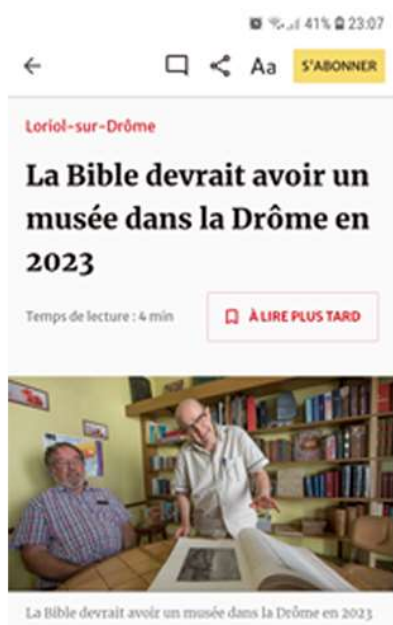 41% 23:07
Aa S'ABONNER
Loriol-sur-Drôme
La Bible devrait avoir un
musée dans la Drôme en
2023
Temps de lecture : 4 min
À LIRE PLUS TARD
La Bible devrait avoir un musée dans la Drôme en 2023